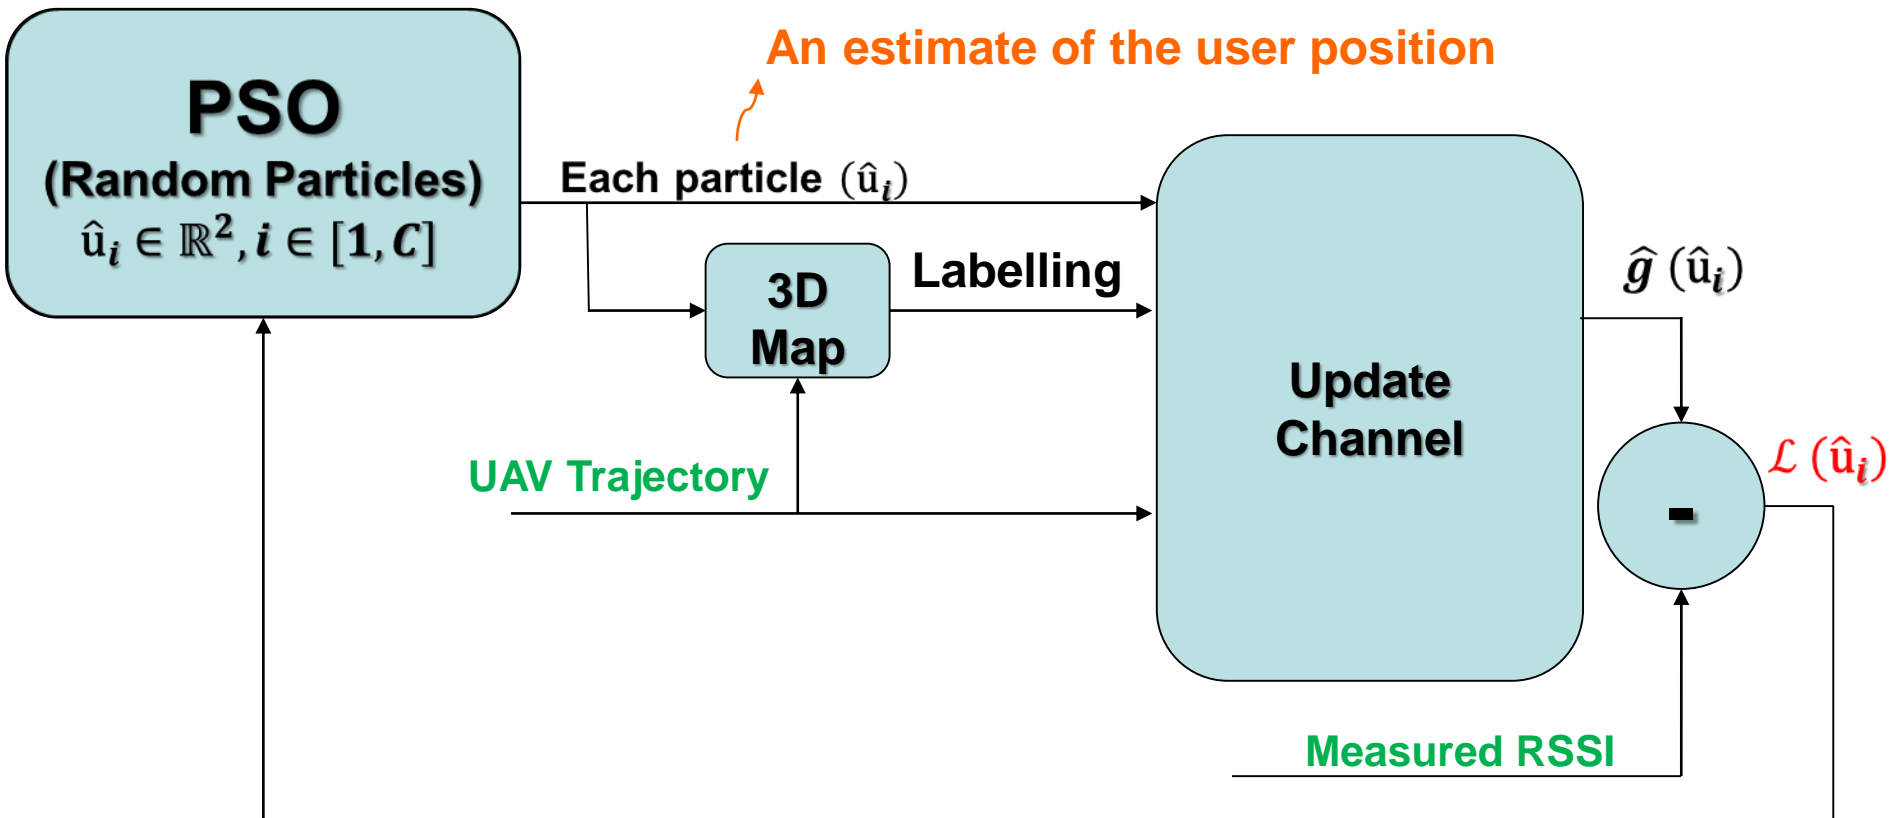 An estimate of the user position
PSO
(Random Particles)
û𝒊 ∈ ℝ², 𝒊 ∈ [𝟏, 𝑪]
Each particle (û𝒊)
3D
Map
Labelling
Update
Channel
ĝ (û𝒊)
UAV Trajectory
ℒ (û𝒊)
-
Measured RSSI